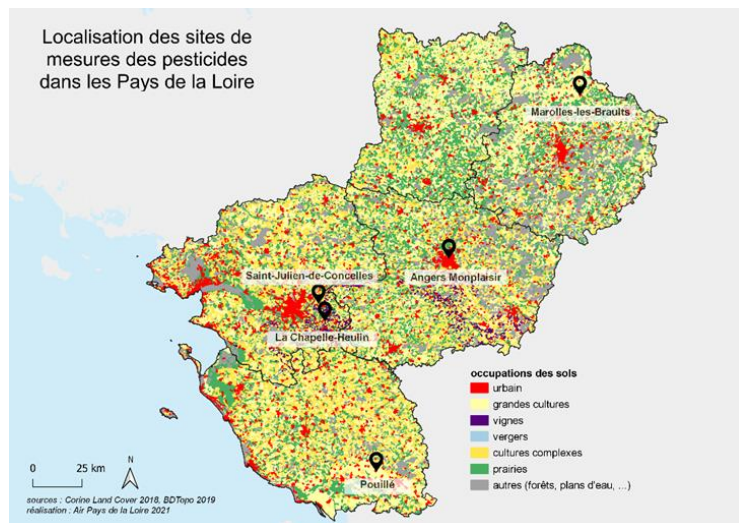 Localisation des sites de
mesures des pesticides
dans les Pays de la Loire
Marolles-les-Braults
Saint-Julien-de-Concelles
Angers Monplaisir
La Chapelle-Heulin
occupations des sols
urbain
grandes cultures
vignes
vergers
cultures complexes
prairies
autres (forêts, plans d'eau, ...)
Pouillé
0 25 km
N
sources : Corine Land Cover 2018, BDTopo 2019
réalisation : Air Pays de la Loire 2021